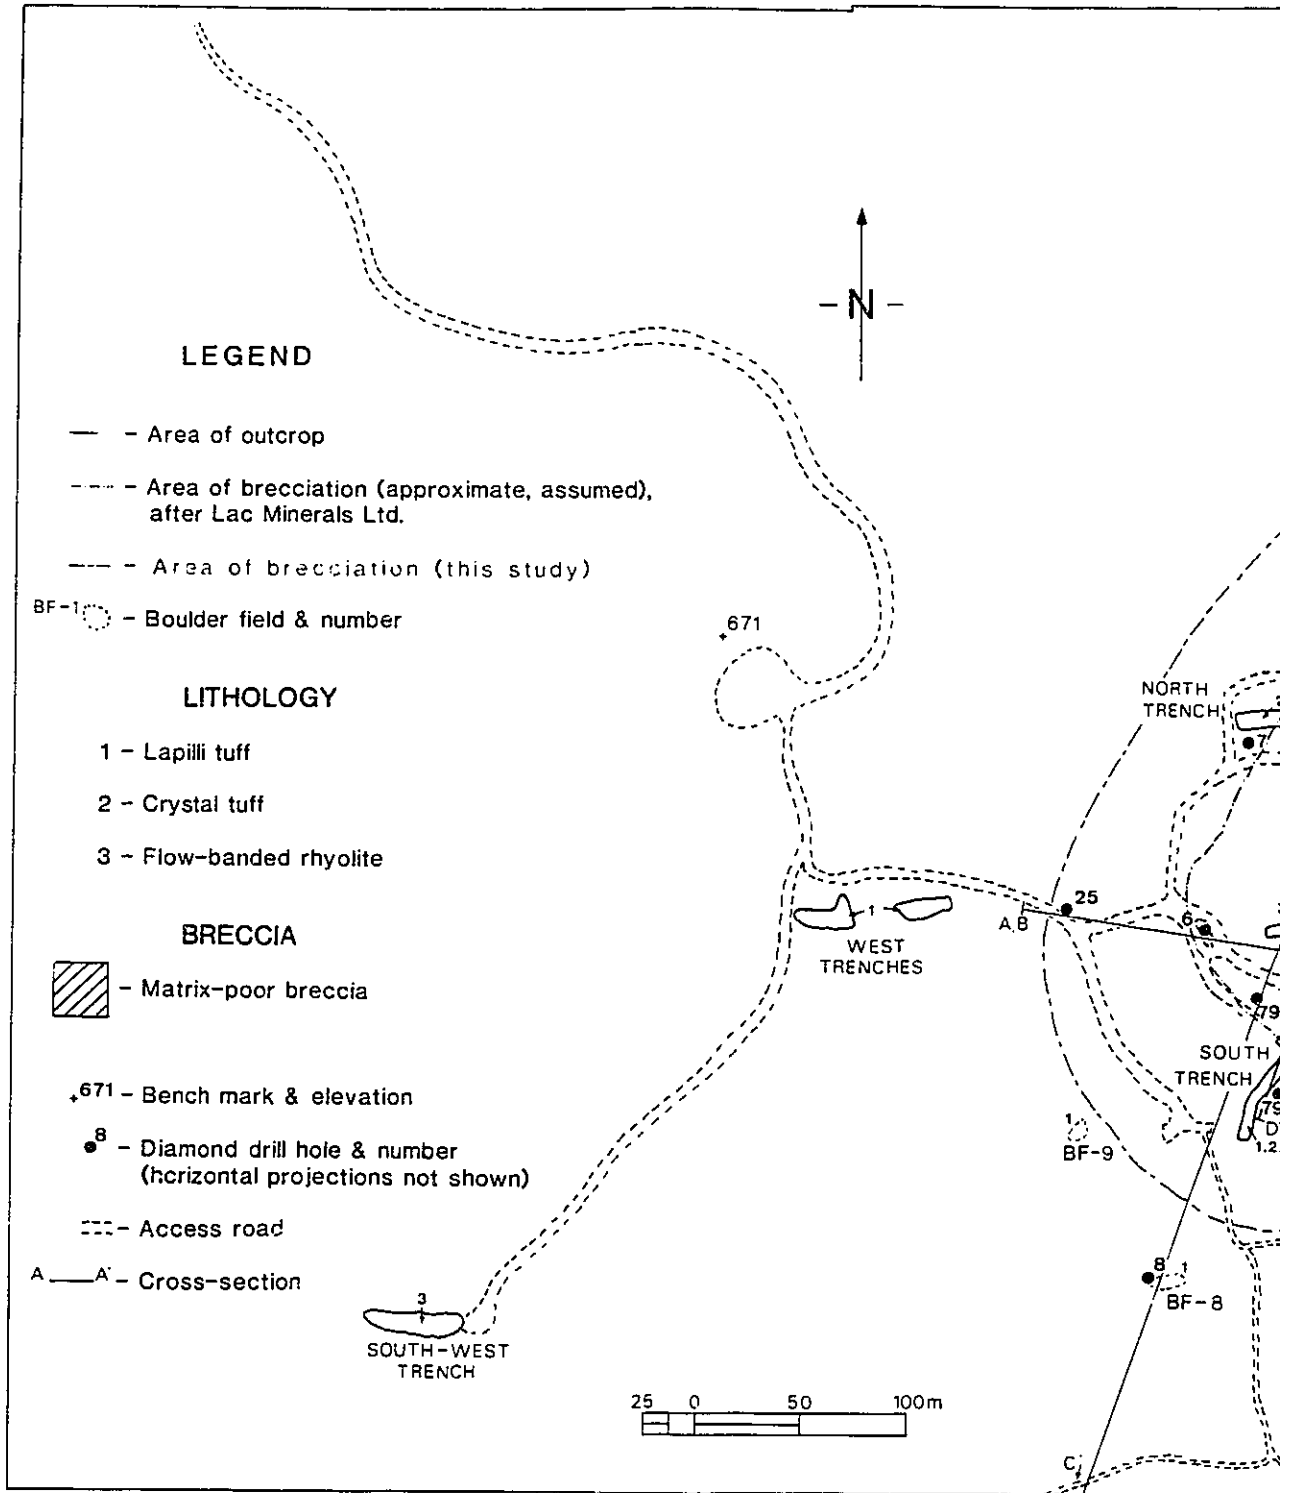 - N -
LEGEND
— - Area of outcrop
- Area of brecciation (approximate, assumed),
after Lac Minerals Ltd.
- Area of brecciation (this study)
BF-1 - Boulder field & number
LITHOLOGY
1 - Lapilli tuff
2 - Crystal tuff
3 - Flow-banded rhyolite
BRECCIA
- Matrix-poor breccia
671 - Bench mark & elevation
8 - Diamond drill hole & number
(horizontal projections not shown)
- Access road
A A' - Cross-section
671
NORTH
TRENCH
7
25
6
A,B
1
WEST
TRENCHES
79
SOUTH
TRENCH
79
D
1,2
1
BF-9
8
1
BF-8
3
SOUTH-WEST
TRENCH
25 0 50 100m
C'